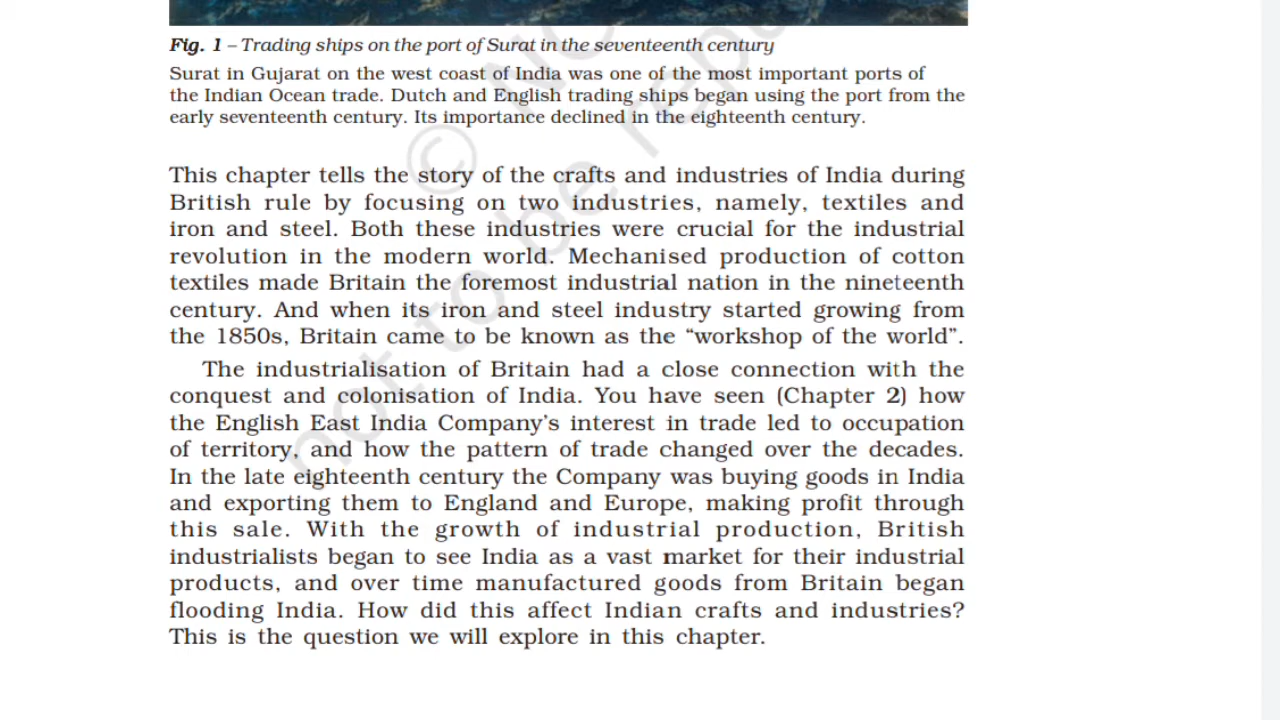 Fig. 1 – Trading ships on the port of Surat in the seventeenth century
Surat in Gujarat on the west coast of India was one of the most important ports of
the Indian Ocean trade. Dutch and English trading ships began using the port from the
early seventeenth century. Its importance declined in the eighteenth century.
This chapter tells the story of the crafts and industries of India during
British rule by focusing on two industries, namely, textiles and
iron and steel. Both these industries were crucial for the industrial
revolution in the modern world. Mechanised production of cotton
textiles made Britain the foremost industrial nation in the nineteenth
century. And when its iron and steel industry started growing from
the 1850s, Britain came to be known as the “workshop of the world”.
The industrialisation of Britain had a close connection with the
conquest and colonisation of India. You have seen (Chapter 2) how
the English East India Company’s interest in trade led to occupation
of territory, and how the pattern of trade changed over the decades.
In the late eighteenth century the Company was buying goods in India
and exporting them to England and Europe, making profit through
this sale. With the growth of industrial production, British
industrialists began to see India as a vast market for their industrial
products, and over time manufactured goods from Britain began
flooding India. How did this affect Indian crafts and industries?
This is the question we will explore in this chapter.
©
not to be